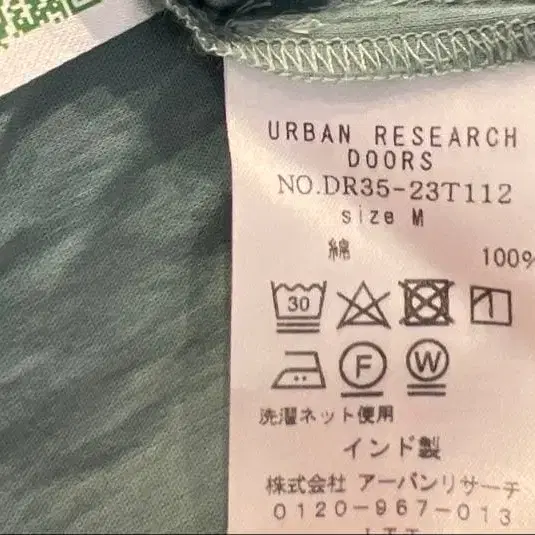 URBAN RESEARCH
DOORS
NO.DR35-23T112
size M
綿 100%
30
F W
洗濯ネット使用
インド製
株式会社 アーバンリサーチ
0120-967-013